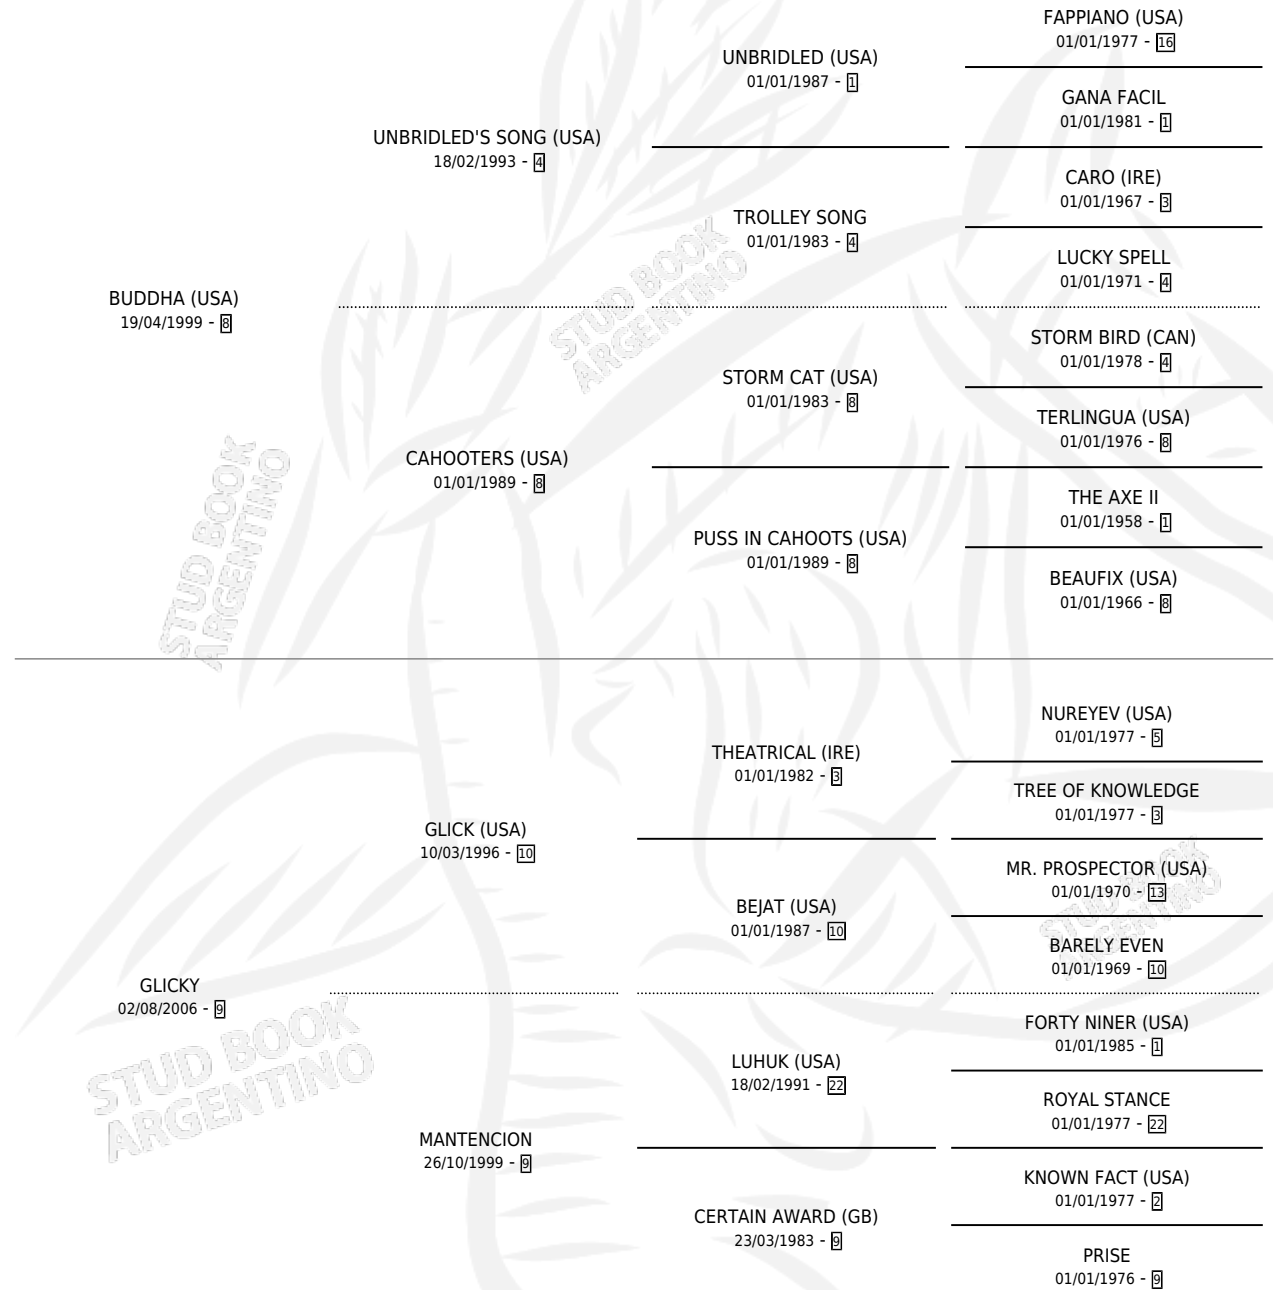 FAPPIANO (USA)
01/01/1977 - 16
UNBRIDLED (USA)
01/01/1987 - 1
GANA FACIL
01/01/1981 - 1
UNBRIDLED'S SONG (USA)
18/02/1993 - 4
CARO (IRE)
01/01/1967 - 3
TROLLEY SONG
01/01/1983 - 4
LUCKY SPELL
01/01/1971 - 4
BUDDHA (USA)
19/04/1999 - 8
STUD BOOK
ARGENTINO
STORM BIRD (CAN)
01/01/1978 - 4
STORM CAT (USA)
01/01/1983 - 8
TERLINGUA (USA)
01/01/1976 - 8
CAHOOTERS (USA)
01/01/1989 - 8
THE AXE II
01/01/1958 - 1
PUSS IN CAHOOTS (USA)
01/01/1989 - 8
BEAUFIX (USA)
01/01/1966 - 8
STUD BOOK
ARGENTINO
NUREYEV (USA)
01/01/1977 - 5
THEATRICAL (IRE)
01/01/1982 - 3
TREE OF KNOWLEDGE
01/01/1977 - 3
GLICK (USA)
10/03/1996 - 10
MR. PROSPECTOR (USA)
01/01/1970 - 13
BEJAT (USA)
01/01/1987 - 10
STUD BOOK
ARGENTINO
BARELY EVEN
01/01/1969 - 10
GLICKY
02/08/2006 - 9
FORTY NINER (USA)
01/01/1985 - 1
STUD BOOK
ARGENTINO
LUHUK (USA)
18/02/1991 - 22
ROYAL STANCE
01/01/1977 - 22
MANTENCION
26/10/1999 - 9
KNOWN FACT (USA)
01/01/1977 - 2
CERTAIN AWARD (GB)
23/03/1983 - 9
PRISE
01/01/1976 - 9